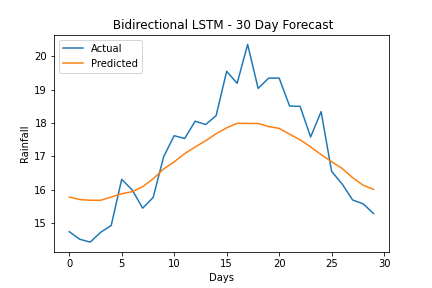 Bidirectional LSTM - 30 Day Forecast
Actual
Predicted
Rainfall
20
19
18
17
16
15
0 5 10 15 20 25 30
Days